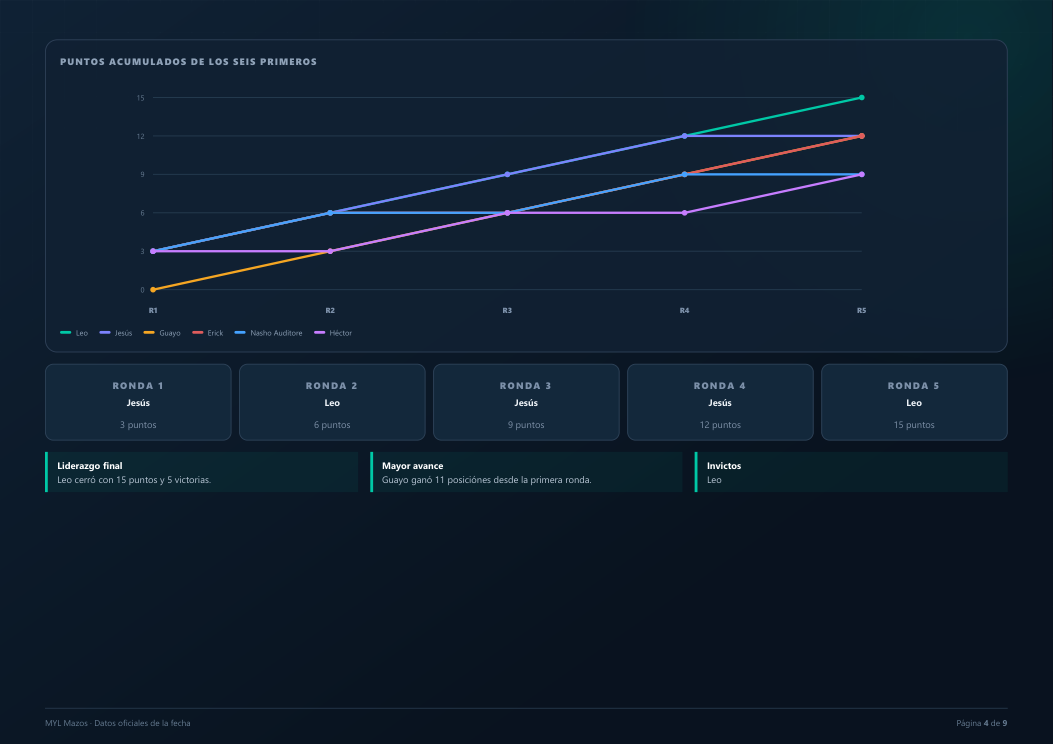 PUNTOS ACUMULADOS DE LOS SEIS PRIMEROS
15
12
9
6
3
0
R1 R2 R3 R4 R5
Leo Jesús Guayo Erick Nasho Auditore Héctor
RONDA 1
Jesús
3 puntos
RONDA 2
Leo
6 puntos
RONDA 3
Jesús
9 puntos
RONDA 4
Jesús
12 puntos
RONDA 5
Leo
15 puntos
Liderazgo final
Leo cerró con 15 puntos y 5 victorias.
Mayor avance
Guayo ganó 11 posiciónes desde la primera ronda.
Invictos
Leo
MYL Mazos · Datos oficiales de la fecha
Página 4 de 9